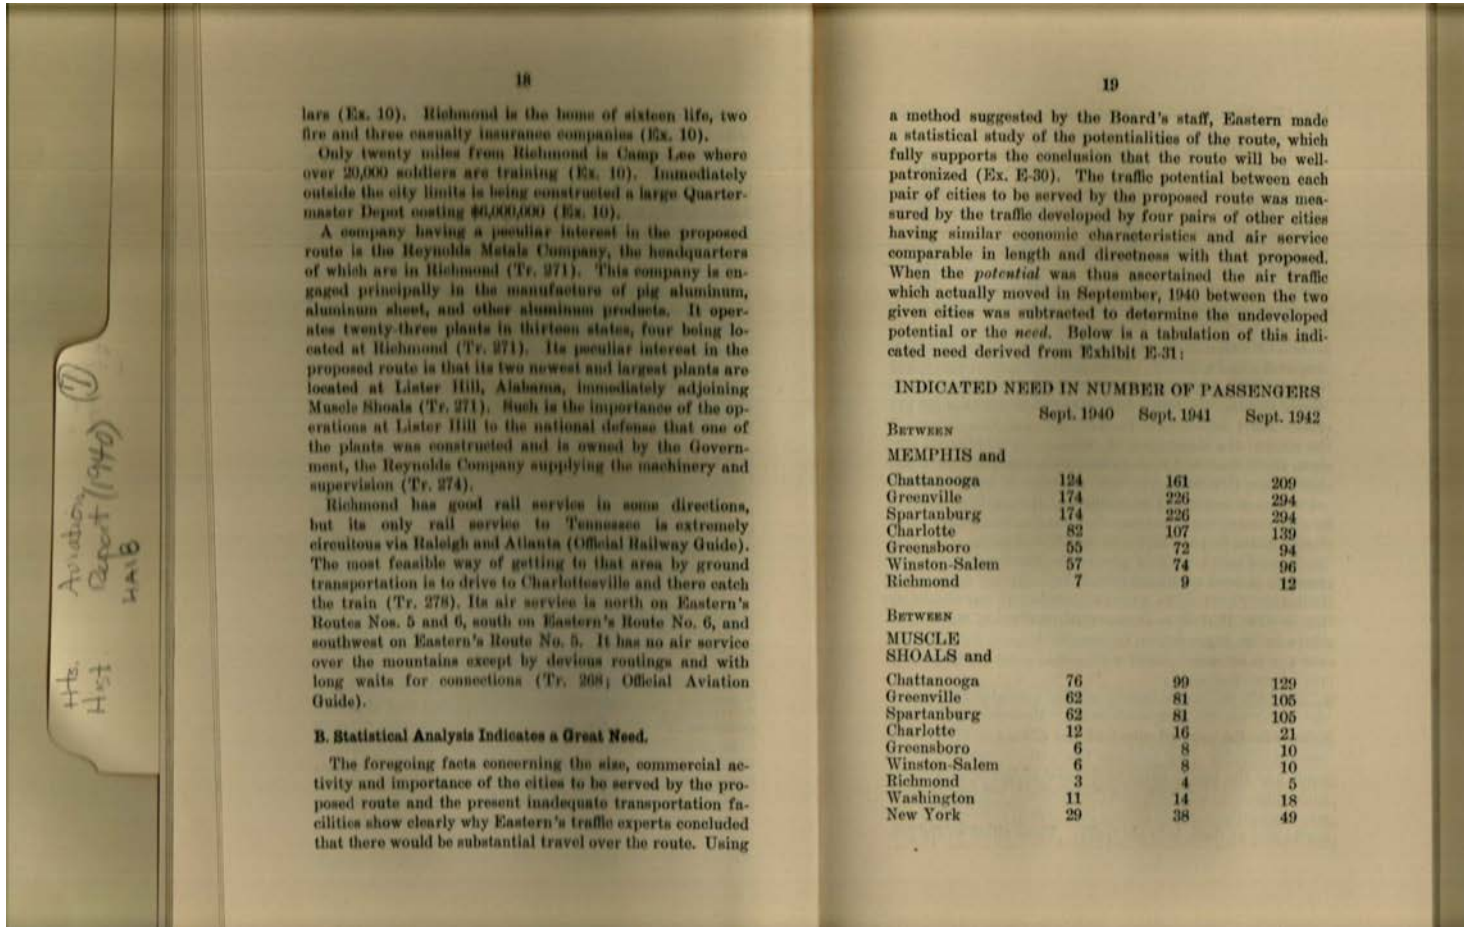 Hts.
Hist
Aviation
Report (1940) (7)
HAIB
18
lars (Ex. 10). Richmond is the home of sixteen life, two
fire and three casualty insurance companies (Ex. 10).
Only twenty miles from Richmond is Camp Lee where
over 20,000 soldiers are training (Ex. 10). Immediately
outside the city limits is being constructed a large Quarter-
master Depot costing $6,000,000 (Ex. 10).
A company having a peculiar interest in the proposed
route is the Reynolds Metals Company, the headquarters
of which are in Richmond (Tr. 271). This company is en-
gaged principally in the manufacture of pig aluminum,
aluminum sheet, and other aluminum products. It oper-
ates twenty-three plants in thirteen states, four being lo-
cated at Richmond (Tr. 271). Its peculiar interest in the
proposed route is that its two newest and largest plants are
located at Lister Hill, Alabama, immediately adjoining
Muscle Shoals (Tr. 271). Such is the importance of the op-
erations at Lister Hill to the national defense that one of
the plants was constructed and is owned by the Govern-
ment, the Reynolds Company supplying the machinery and
supervision (Tr. 274).
Richmond has good rail service in some directions,
but its only rail service to Tennessee is extremely
circuitous via Raleigh and Atlanta (Official Railway Guide).
The most feasible way of getting to that area by ground
transportation is to drive to Charlottesville and there catch
the train (Tr. 278). Its air service is north on Eastern's
Routes Nos. 5 and 6, south on Eastern's Route No. 6, and
southwest on Eastern's Route No. 5. It has no air service
over the mountains except by devious routings and with
long waits for connections (Tr. 268; Official Aviation
Guide).
B. Statistical Analysis Indicates a Great Need.
The foregoing facts concerning the size, commercial ac-
tivity and importance of the cities to be served by the pro-
posed route and the present inadequate transportation fa-
cilities show clearly why Eastern's traffic experts concluded
that there would be substantial travel over the route. Using
19
a method suggested by the Board's staff, Eastern made
a statistical study of the potentialities of the route, which
fully supports the conclusion that the route will be well-
patronized (Ex. E-30). The traffic potential between each
pair of cities to be served by the proposed route was mea-
sured by the traffic developed by four pairs of other cities
having similar economic characteristics and air service
comparable in length and directness with that proposed.
When the potential was thus ascertained the air traffic
which actually moved in September, 1940 between the two
given cities was subtracted to determine the undeveloped
potential or the need. Below is a tabulation of this indi-
cated need derived from Exhibit E-31:
INDICATED NEED IN NUMBER OF PASSENGERS
Sept. 1940 Sept. 1941 Sept. 1942
BETWEEN
MEMPHIS and
Chattanooga 124 161 209
Greenville 174 226 294
Spartanburg 174 226 294
Charlotte 82 107 139
Greensboro 55 72 94
Winston-Salem 57 74 96
Richmond 7 9 12
BETWEEN
MUSCLE
SHOALS and
Chattanooga 76 99 129
Greenville 62 81 105
Spartanburg 62 81 105
Charlotte 12 16 21
Greensboro 6 8 10
Winston-Salem 6 8 10
Richmond 3 4 5
Washington 11 14 18
New York 29 38 49